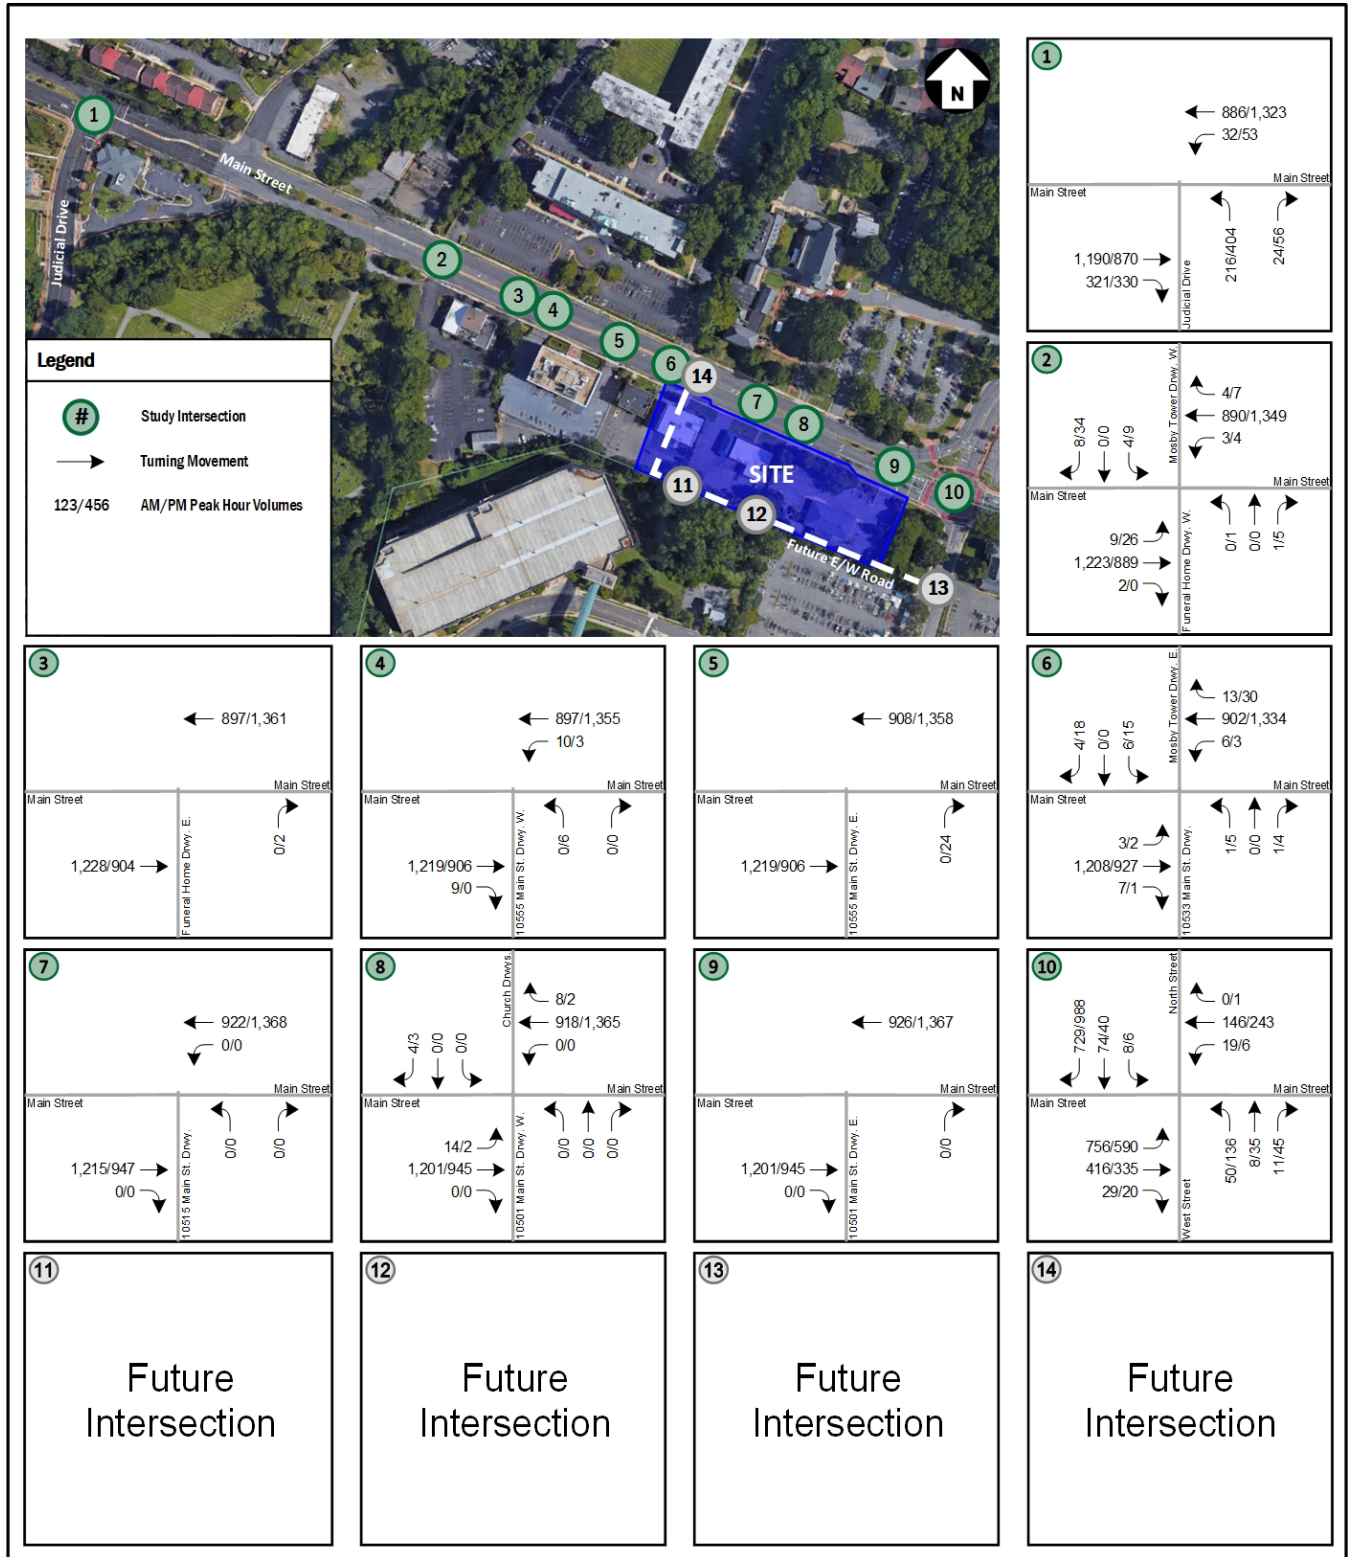 1
Main Street
Judicial Drive
2
3
4
5
6
14
7
8
9
10
SITE
11
12
Future E/W Road
13
N
Legend
# Study Intersection
Turning Movement
123/456 AM/PM Peak Hour Volumes
1
886/1,323
32/53
Main Street
Main Street
1,190/870
321/330
Judicial Drive
216/404
24/56
2
Mosby Tower Drwy. W.
8/34
0/0
4/9
4/7
890/1,349
3/4
Main Street
Main Street
9/26
1,223/889
2/0
Funeral Home Drwy. W.
0/1
0/0
1/5
3
897/1,361
Main Street
Main Street
1,228/904
Funeral Home Drwy. E.
0/2
4
897/1,355
10/3
Main Street
Main Street
1,219/906
9/0
10555 Main St. Drwy. W.
0/6
0/0
5
908/1,358
Main Street
Main Street
1,219/906
10555 Main St. Drwy. E.
0/24
6
Mosby Tower Drwy. E.
4/18
0/0
6/15
13/30
902/1,334
6/3
Main Street
Main Street
3/2
1,208/927
7/1
10533 Main St. Drwy.
1/5
0/0
1/4
7
922/1,368
0/0
Main Street
Main Street
1,215/947
0/0
10515 Main St. Drwy. W.
0/0
0/0
8
Church Drwys.
4/3
0/0
0/0
8/2
918/1,365
0/0
Main Street
Main Street
14/2
1,201/945
0/0
10501 Main St. Drwy. W.
0/0
0/0
0/0
9
926/1,367
Main Street
Main Street
1,201/945
0/0
10501 Main St. Drwy. E.
0/0
10
North Street
729/988
74/40
8/6
0/1
146/243
19/6
Main Street
Main Street
756/590
416/335
29/20
West Street
50/136
8/35
11/45
11
Future
Intersection
12
Future
Intersection
13
Future
Intersection
14
Future
Intersection